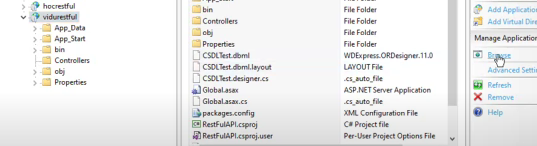 hocrestful
vidurestful
App_Data
App_Start
bin
Controllers
obj
Properties
bin File Folder
Controllers File Folder
obj File Folder
Properties File Folder
CSDLTest.dbml WDExpress.ORDesigner.11.0
CSDLTest.dbml.layout LAYOUT File
CSDLTest.designer.cs .cs_auto_file
Global.asax ASP.NET Server Application
Global.asax.cs .cs_auto_file
packages.config XML Configuration File
RestFulAPI.csproj C# Project file
RestFulAPI.csproj.user Per-User Project Options File
Add Applicatio
Add Virtual Dire
Manage Application
Browse
Advanced Setti
Refresh
Remove
Help